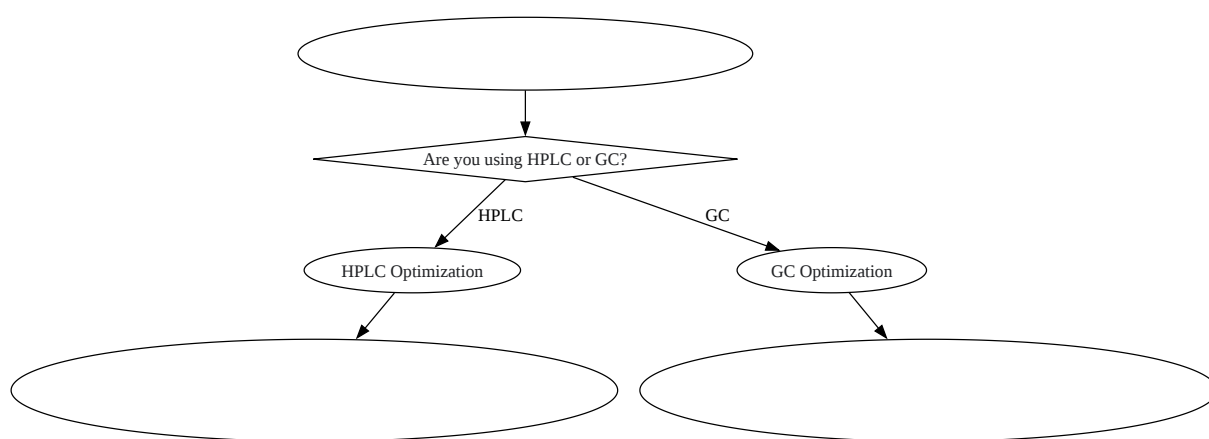 Are you using HPLC or GC?
HPLC
GC
HPLC Optimization
GC Optimization